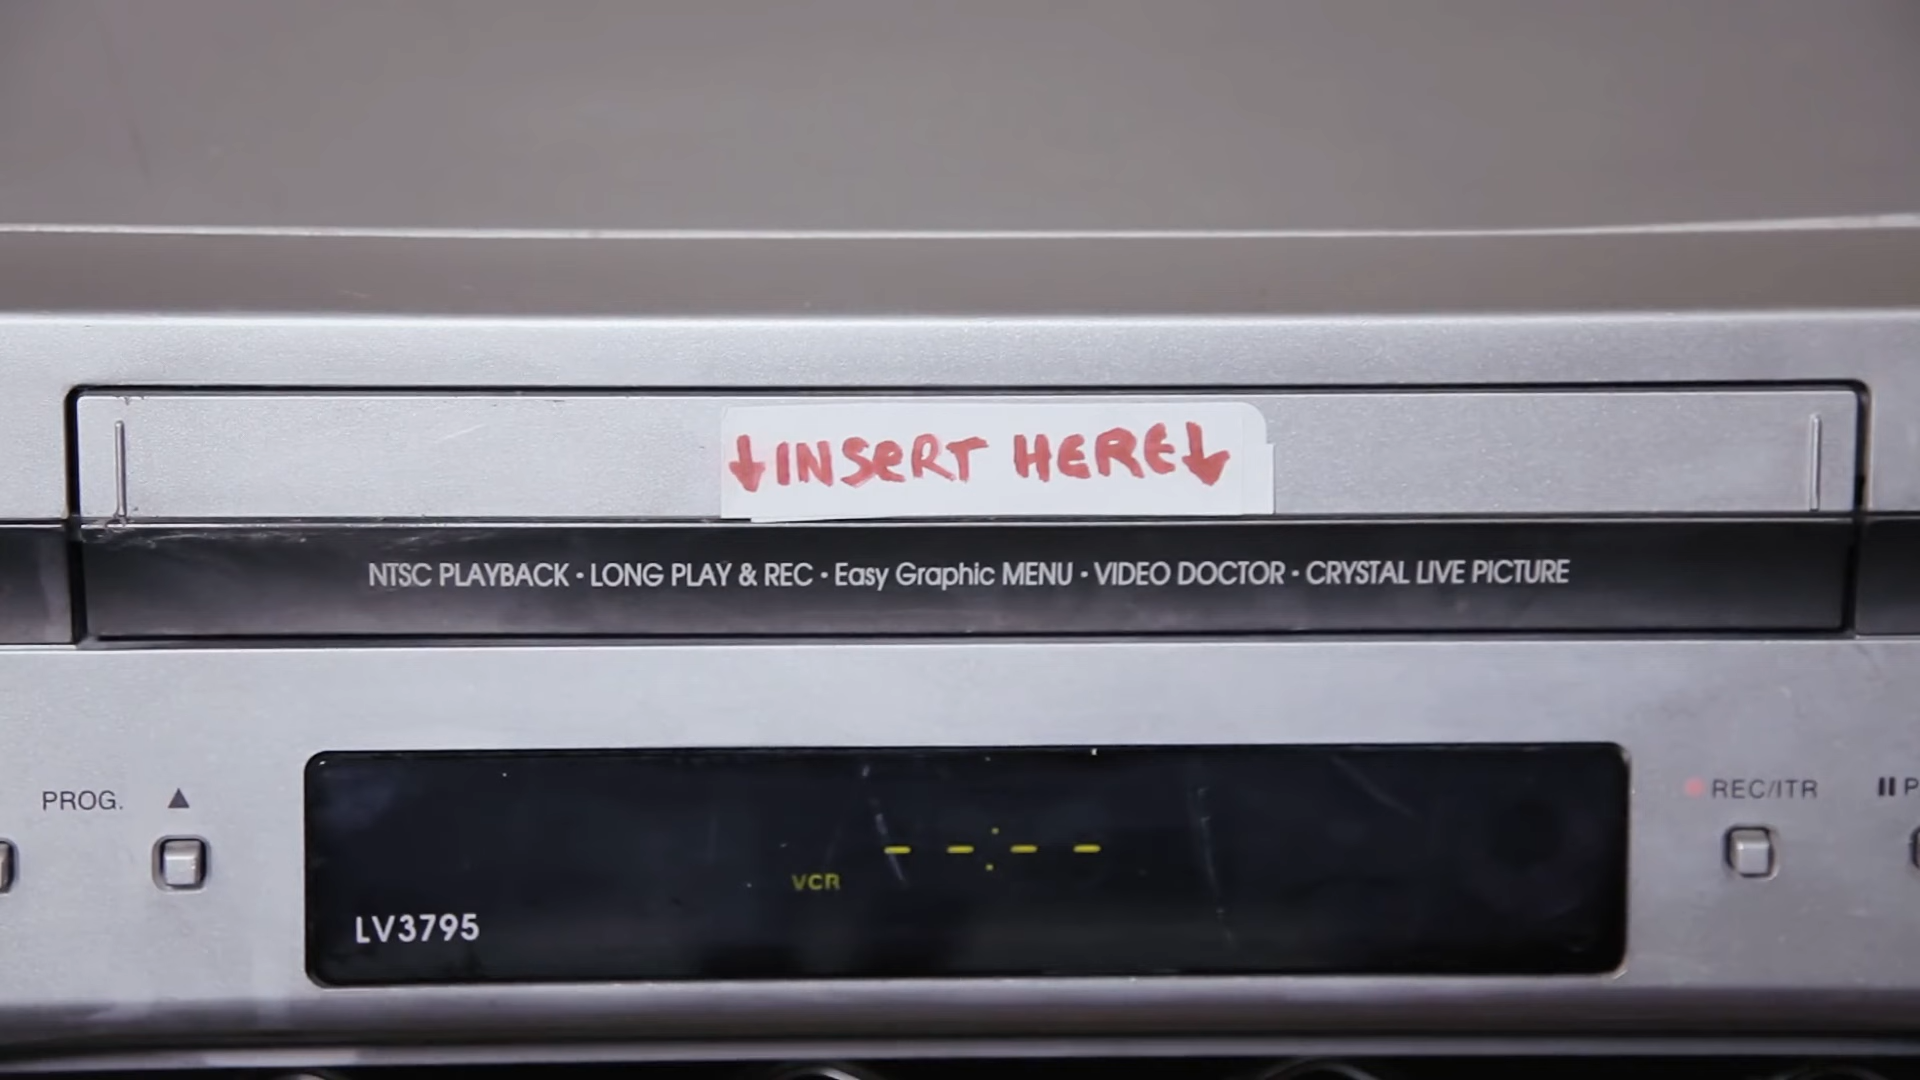 ↓INSERT HERE↓
NTSC PLAYBACK • LONG PLAY & REC • Easy Graphic MENU • VIDEO DOCTOR • CRYSTAL LIVE PICTURE
PROG. ▲
● REC/ITR
--:--
VCR
LV3795